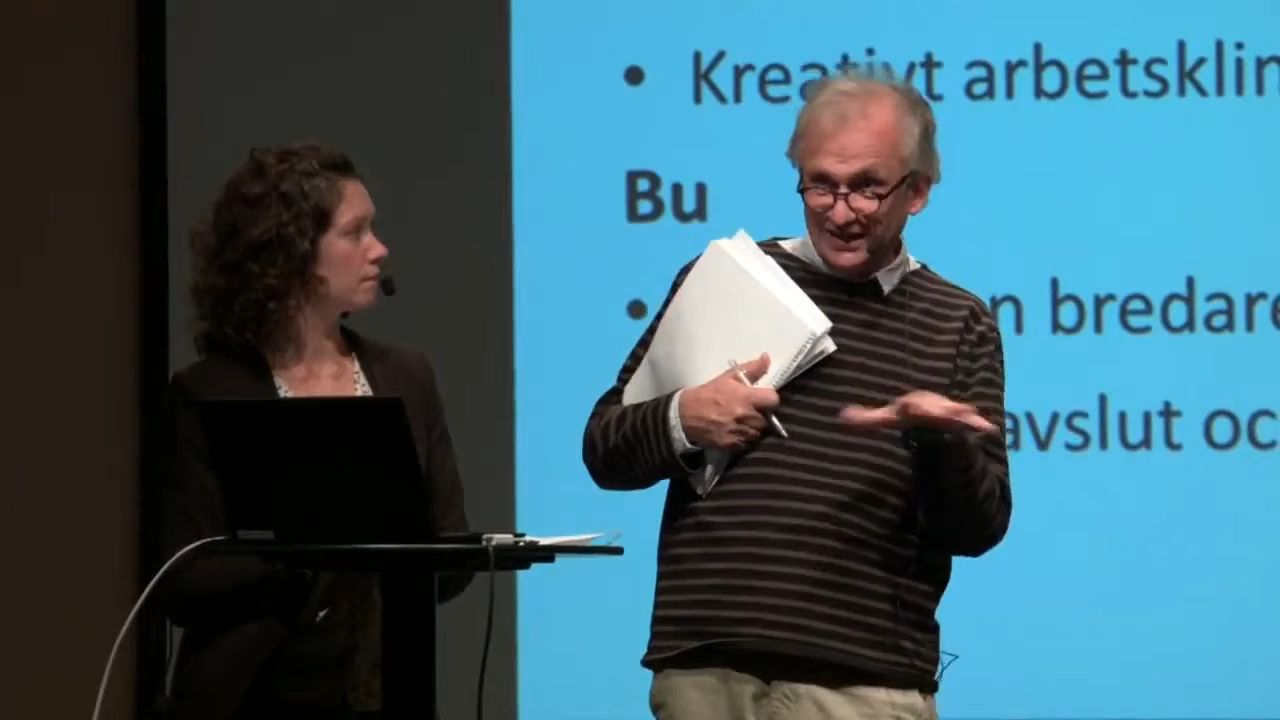 • Kreativt arbetsklim
Bu
• n bredare
avslut oc